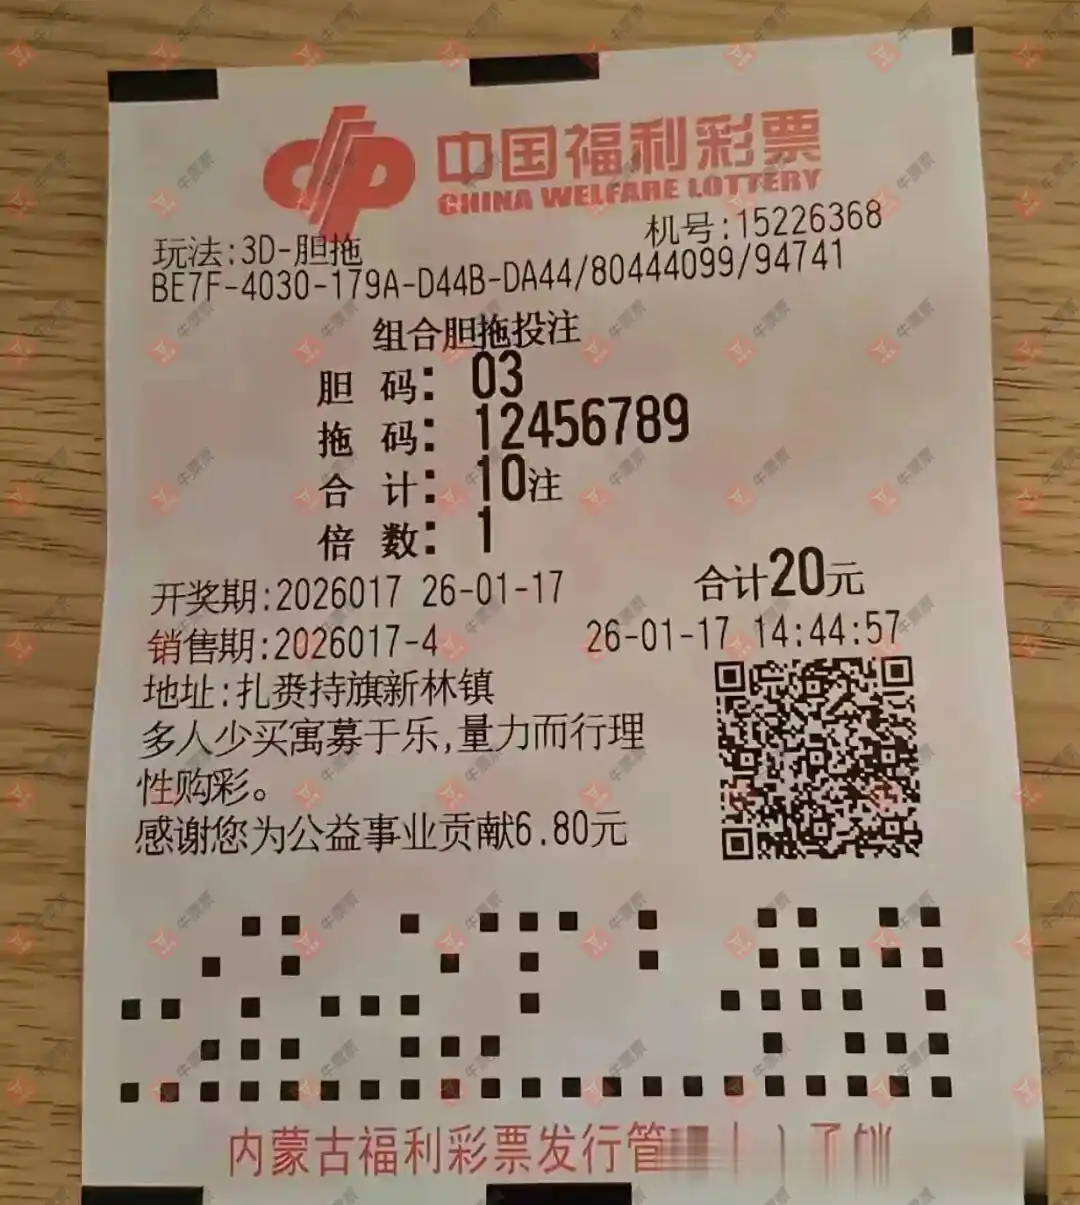 中国福利彩票
CHINA WELFARE LOTTERY
玩法:3D-胆拖 机号:15226368
BE7F-4030-179A-D44B-DA44/80444099/94741
组合胆拖投注
胆 码: 03
拖 码: 12456789
合 计: 10注
倍 数: 1
开奖期:2026017 26-01-17 合计20元
销售期:2026017-4 26-01-17 14:44:57
地址:扎赉特旗新林镇
多人少买寓募于乐,量力而行理
性购彩。
感谢您为公益事业贡献6.80元
内蒙古福利彩票发行管
牛票票